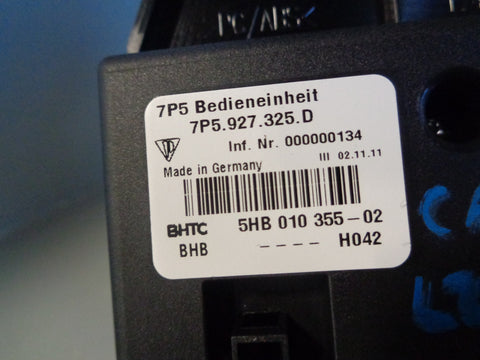 PC/ABS<
7P5 Bedieneinheit
7P5.927.325.D
Inf. Nr. 000000134
Made in Germany
III 02.11.11
BHTC 5HB 010 355-02
BHB ---- H042